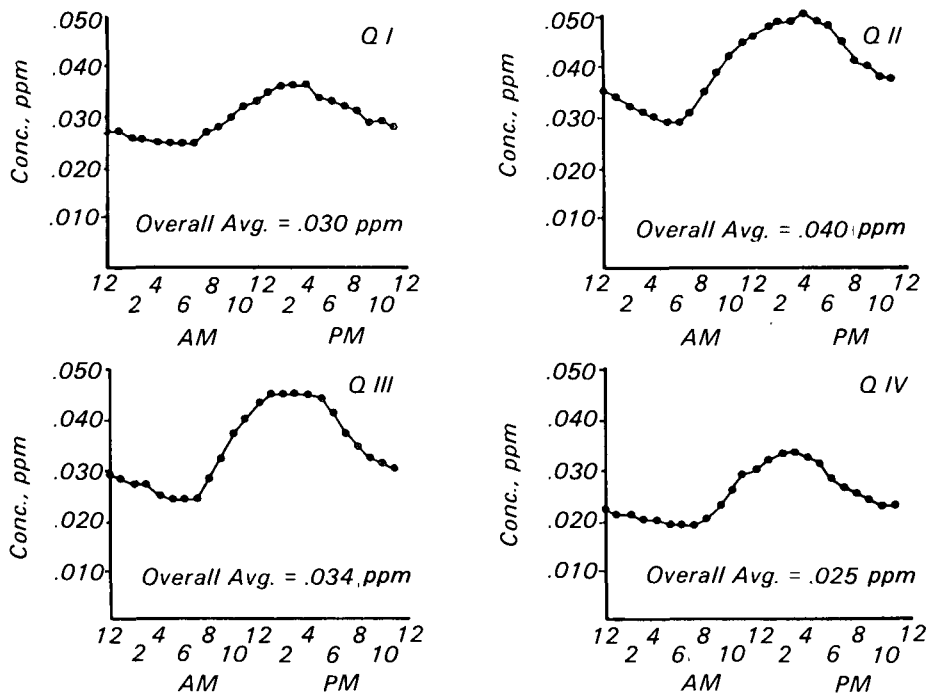 Q I
Conc., ppm
.050
.040
.030
.020
.010
Overall Avg. = .030 ppm
12 4 8 12 4 8 12
2 6 10 2 6 10
AM PM
Q II
Conc., ppm
.050
.040
.030
.020
.010
Overall Avg. = .040 ppm
12 4 8 12 4 8 12
2 6 10 2 6 10
AM PM
Q III
Conc., ppm
.050
.040
.030
.020
.010
Overall Avg. = .034 ppm
12 4 8 12 4 8 12
2 6 10 2 6 10
AM PM
Q IV
Conc., ppm
.050
.040
.030
.020
.010
Overall Avg. = .025 ppm
12 4 8 12 4 8 12
2 6 10 2 6 10
AM PM